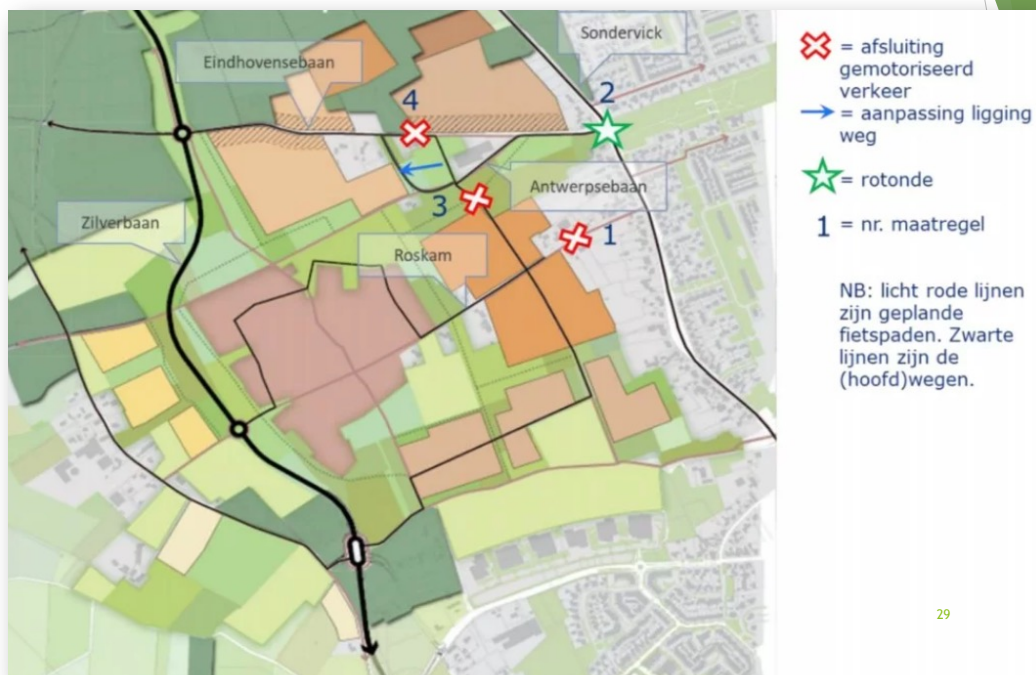 Sondervick
Eindhovensebaan
4
2
Antwerpsebaan
3
Zilverbaan
1
Roskam
= afsluiting
gemotoriseerd
verkeer
= aanpassing ligging
weg
= rotonde
1 = nr. maatregel
NB: licht rode lijnen
zijn geplande
fietspaden. Zwarte
lijnen zijn de
(hoofd)wegen.
29